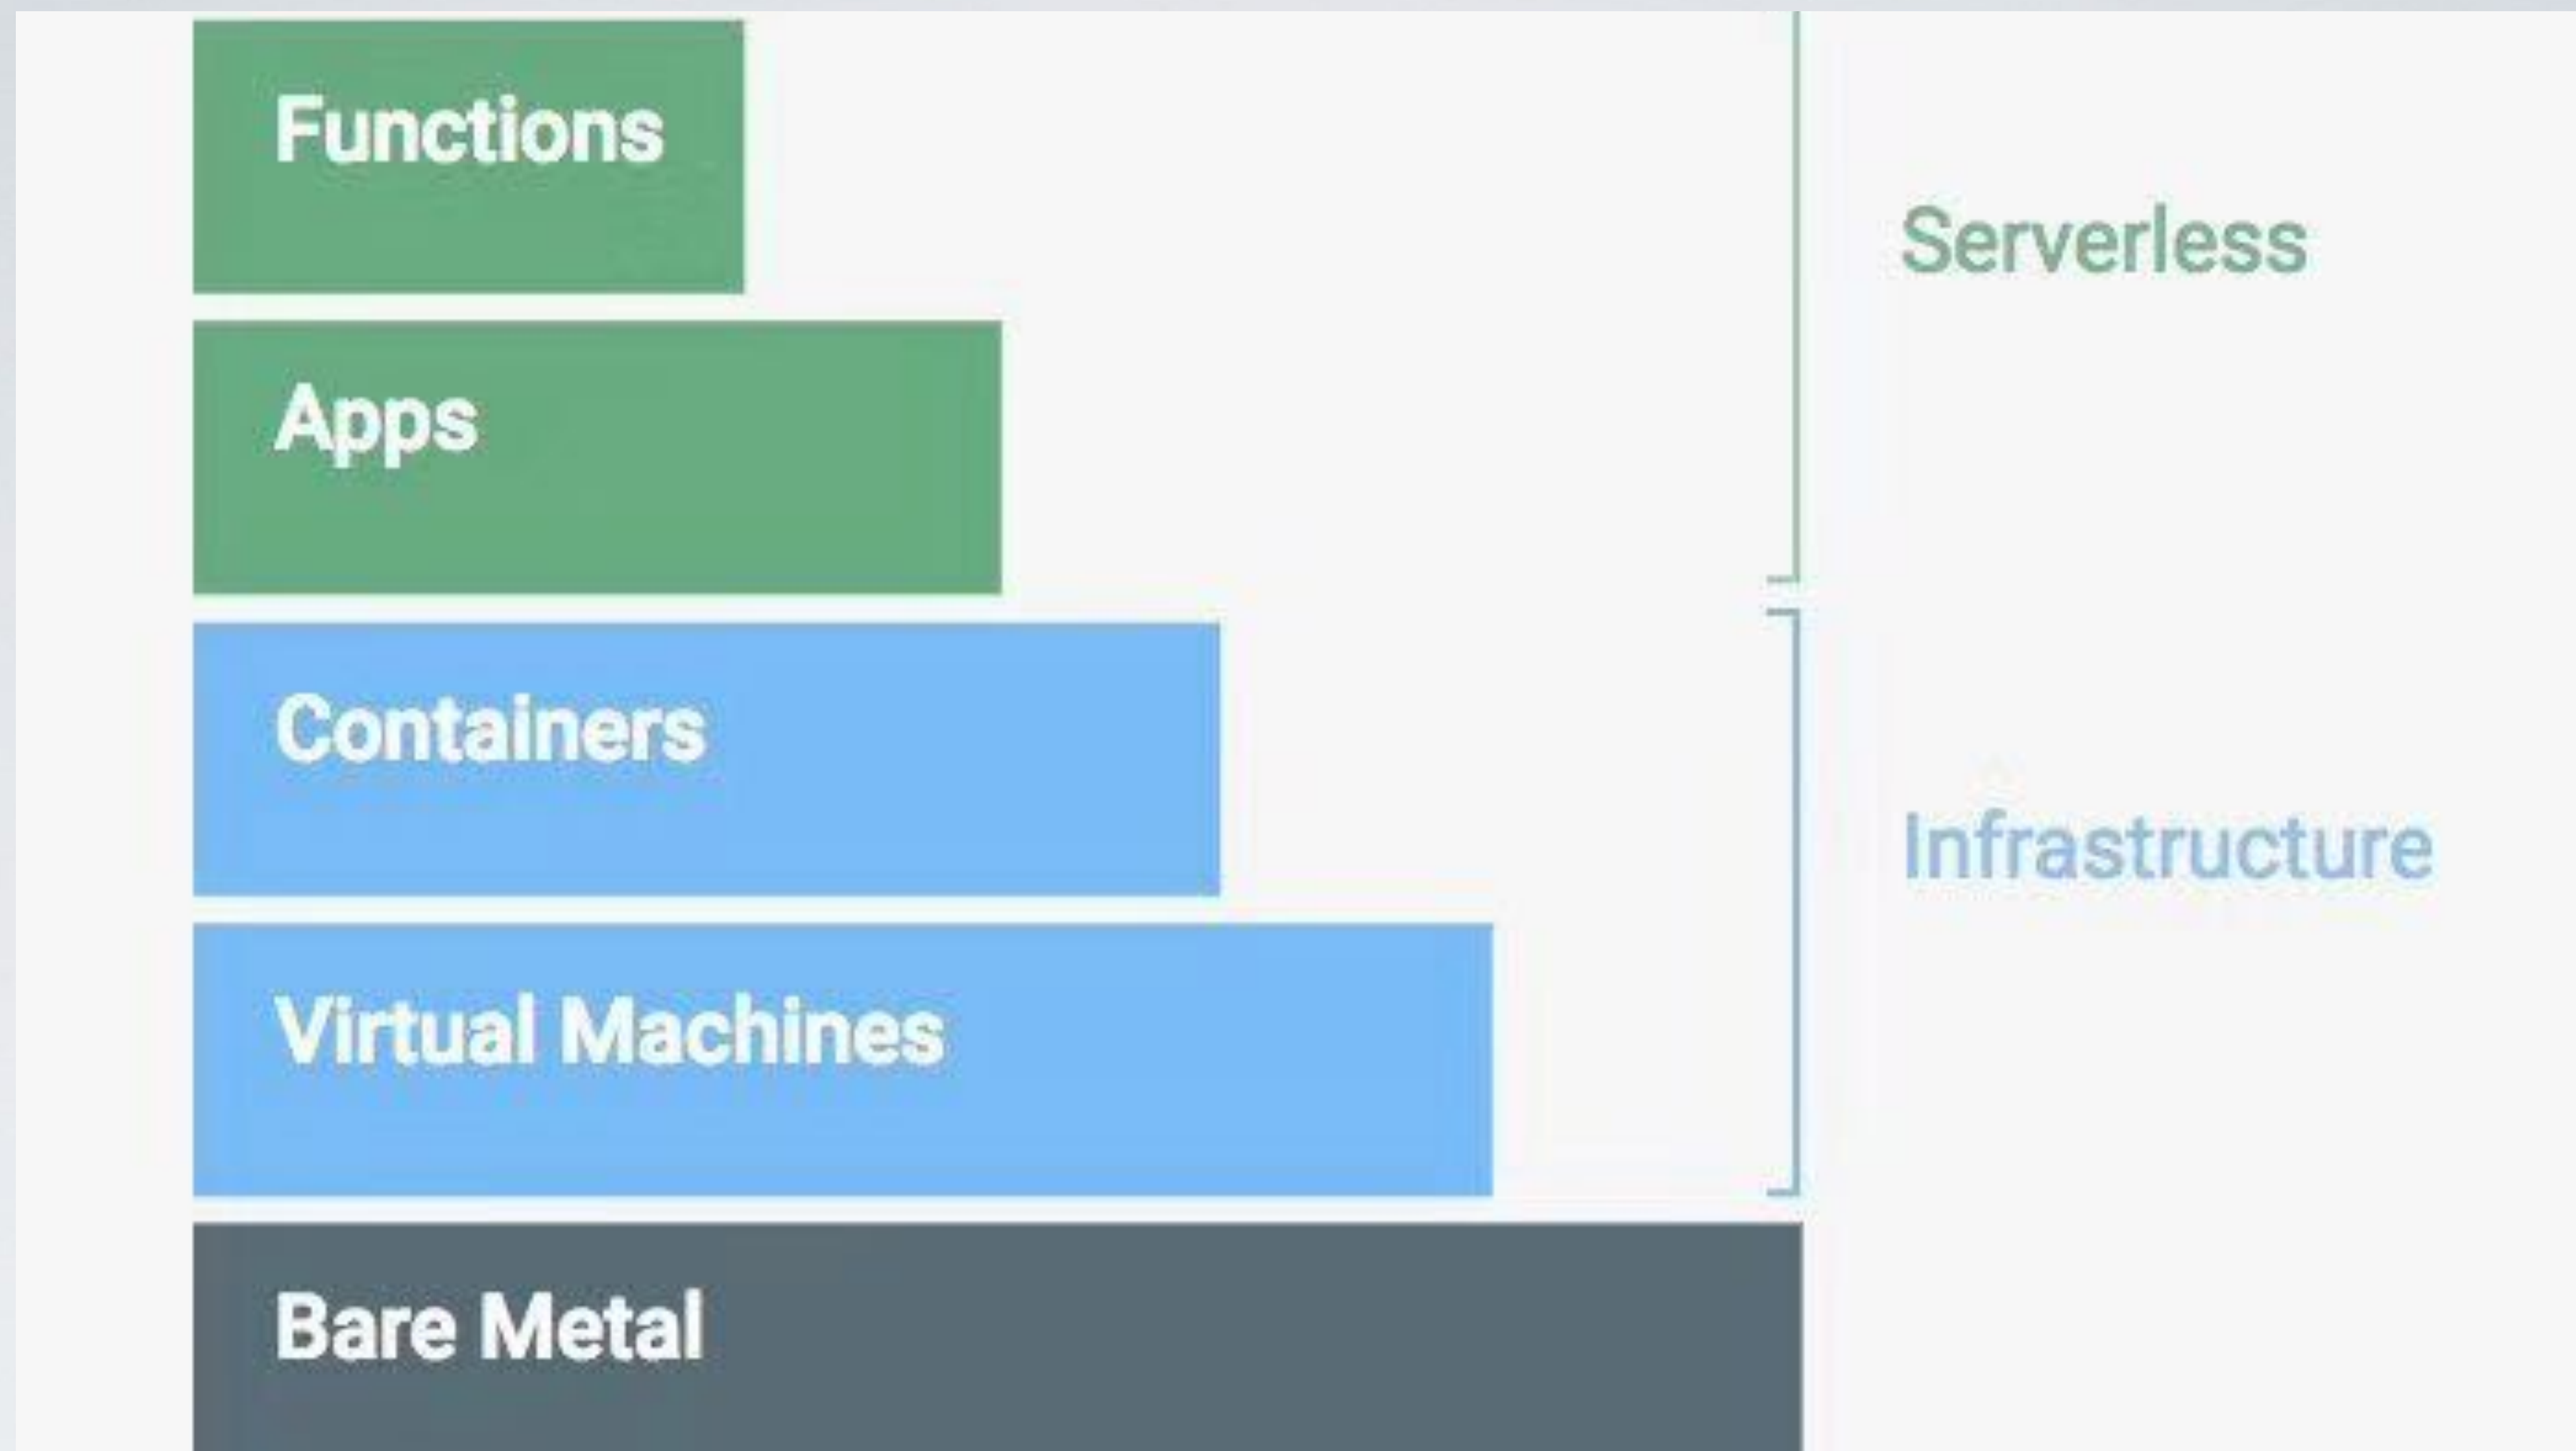 Functions
Serverless
Apps
Containers
Infrastructure
Virtual Machines
Bare Metal